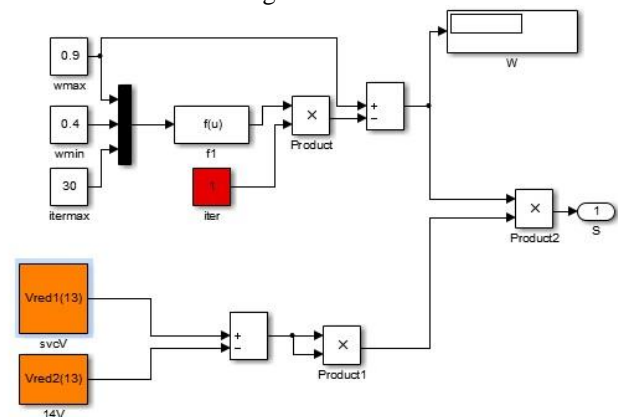 0.9
wmax
0.4
wmin
30
itermax
f(u)
f1
1
iter
×
Product
+
−
W
×
Product2
1
S
Vred1(13)
svcV
Vred2(13)
14V
+
−
×
Product1